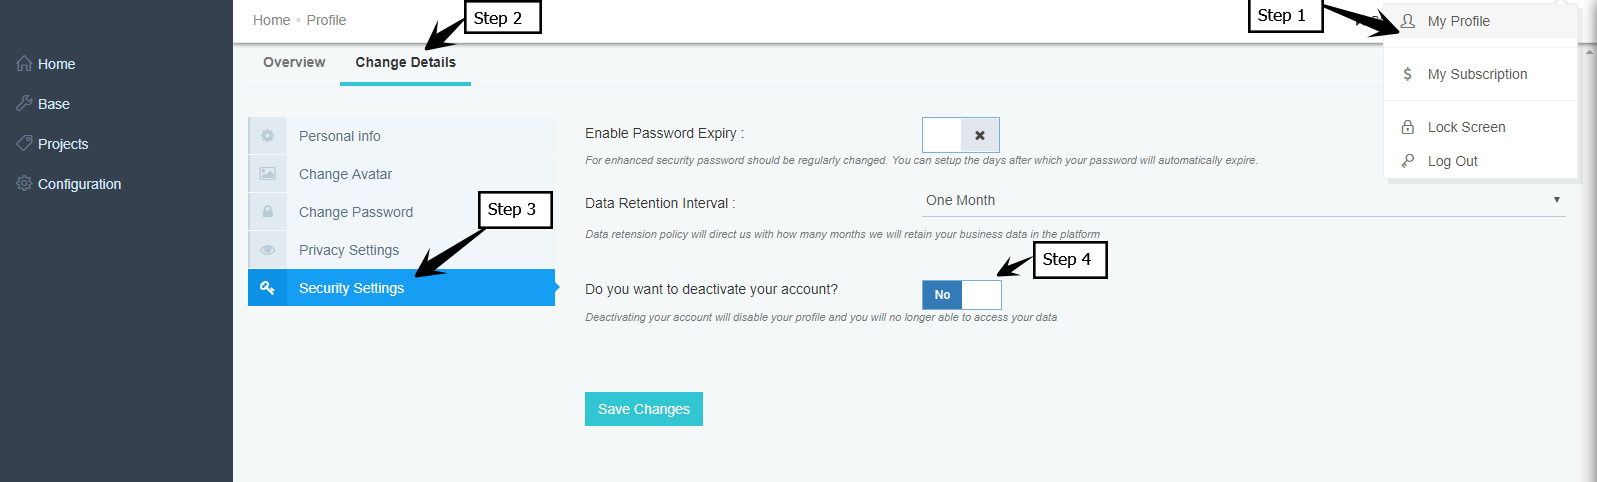 Home
Base
Projects
Configuration
Home Profile
Step 2
Step 1
My Profile
My Subscription
Lock Screen
Log Out
Overview
Change Details
Personal info
Change Avatar
Change Password
Privacy Settings
Security Settings
Step 3
Enable Password Expiry :
For enhanced security password should be regularly changed. You can setup the days after which your password will automatically expire.
Data Retention Interval :
One Month
Data retension policy will direct us with how many months we will retain your business data in the platform
Step 4
Do you want to deactivate your account?
No
Deactivating your account will disable your profile and you will no longer able to access your data
Save Changes